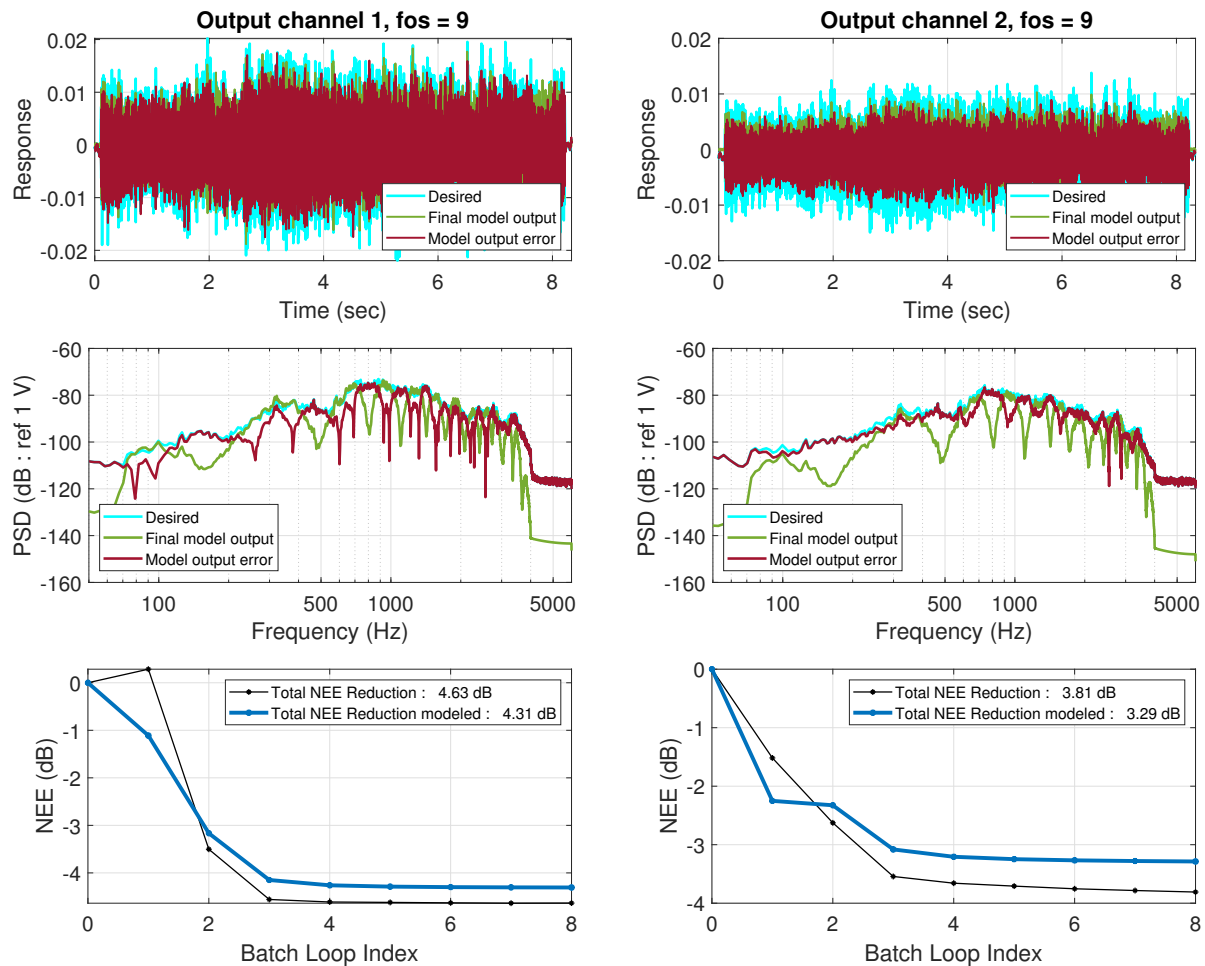 Output channel 1, fos = 9
0.02
0.01
0
-0.01
-0.02
Response
Desired
Final model output
Model output error
0 2 4 6 8
Time (sec)
Output channel 2, fos = 9
0.02
0.01
0
-0.01
-0.02
Response
Desired
Final model output
Model output error
0 2 4 6 8
Time (sec)
-60
-80
-100
-120
-140
-160
PSD (dB : ref 1 V)
Desired
Final model output
Model output error
100 500 1000 5000
Frequency (Hz)
-60
-80
-100
-120
-140
-160
PSD (dB : ref 1 V)
Desired
Final model output
Model output error
100 500 1000 5000
Frequency (Hz)
0
-1
-2
-3
-4
NEE (dB)
Total NEE Reduction : 4.63 dB
Total NEE Reduction modeled : 4.31 dB
0 2 4 6 8
Batch Loop Index
0
-1
-2
-3
-4
NEE (dB)
Total NEE Reduction : 3.81 dB
Total NEE Reduction modeled : 3.29 dB
0 2 4 6 8
Batch Loop Index